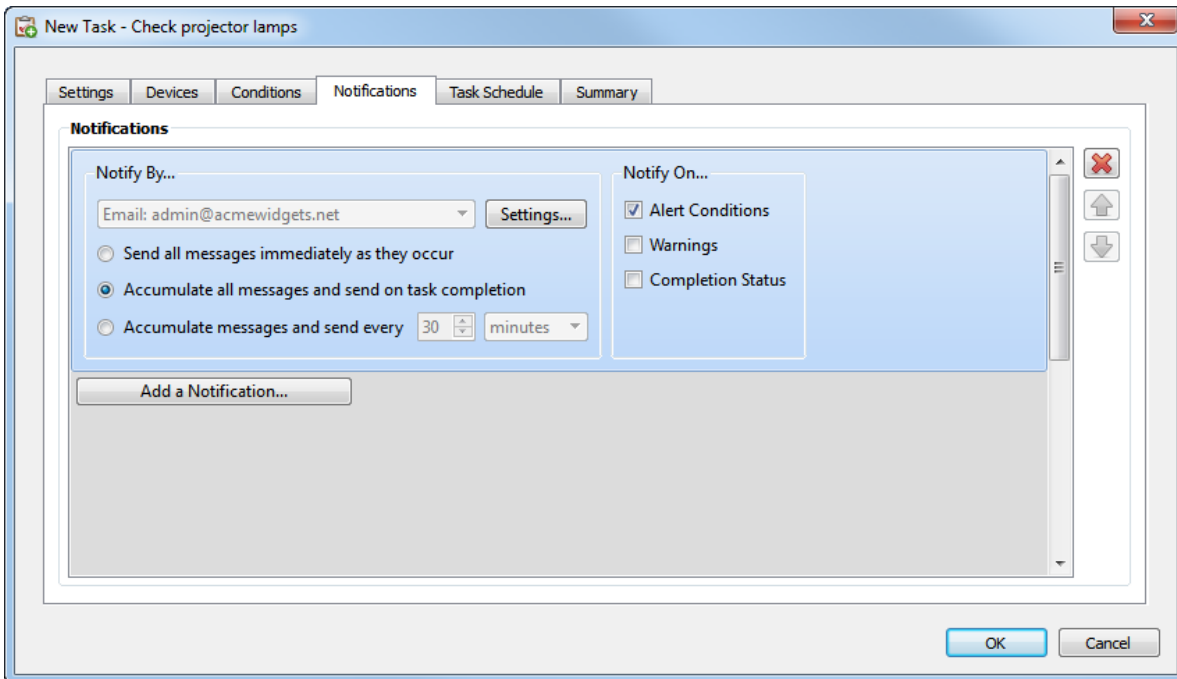 New Task - Check projector lamps
Settings Devices Conditions Notifications Task Schedule Summary
Notifications
Notify By...
Email: admin@acmewidgets.net Settings...
Send all messages immediately as they occur
Accumulate all messages and send on task completion
Accumulate messages and send every 30 minutes
Notify On...
Alert Conditions
Warnings
Completion Status
Add a Notification...
OK Cancel